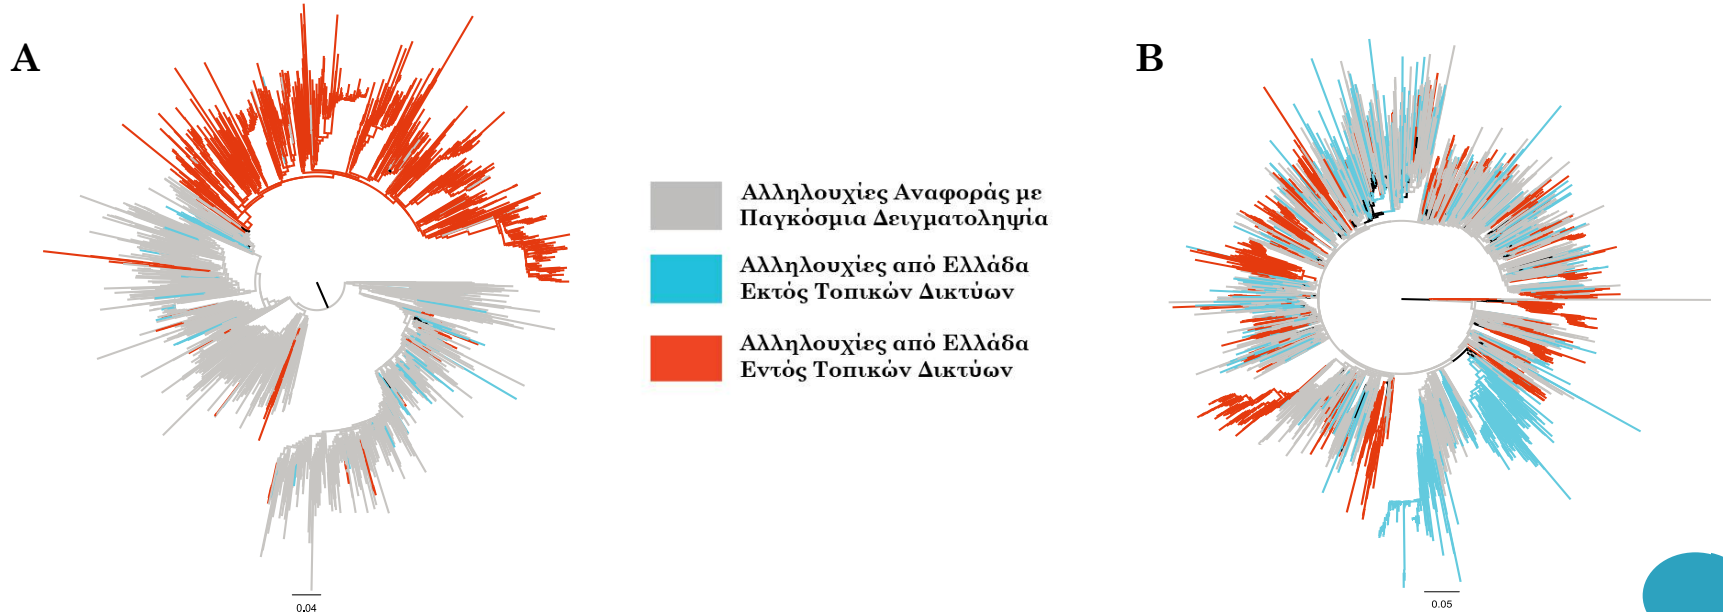 A
B
Αλληλουχίες Αναφοράς με
Παγκόσμια Δειγματοληψία
Αλληλουχίες από Ελλάδα
Εκτός Τοπικών Δικτύων
Αλληλουχίες από Ελλάδα
Εντός Τοπικών Δικτύων
0.04
0.05